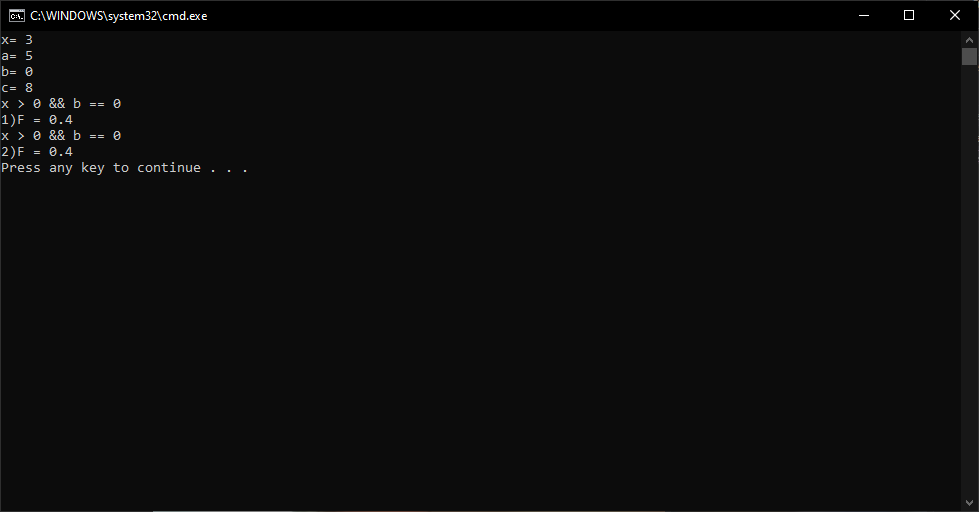 C:\WINDOWS\system32\cmd.exe
x= 3
a= 5
b= 0
c= 8
x > 0 && b == 0
1)F = 0.4
x > 0 && b == 0
2)F = 0.4
Press any key to continue . . .